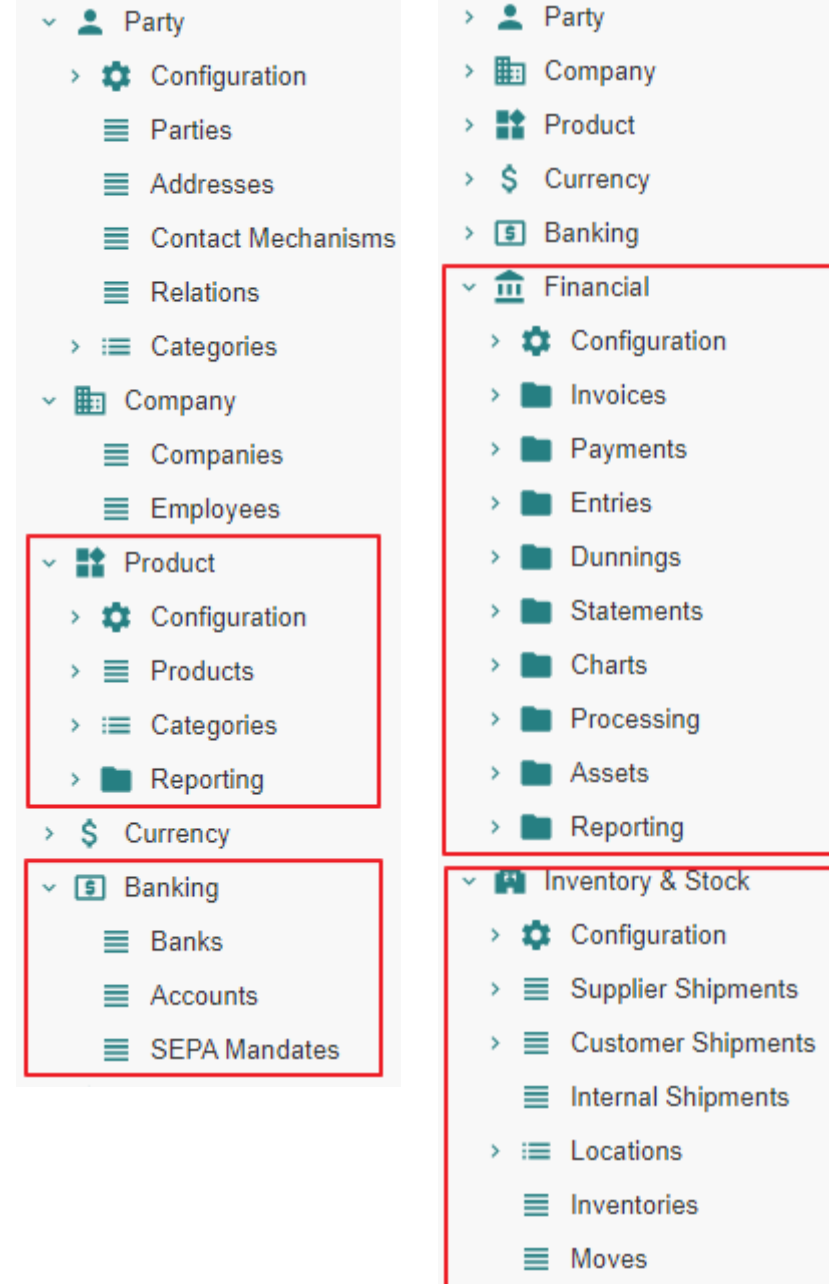 Party
Configuration
Parties
Addresses
Contact Mechanisms
Relations
Categories
Company
Companies
Employees
Product
Configuration
Products
Categories
Reporting
$ Currency
Banking
Banks
Accounts
SEPA Mandates
Party
Company
Product
$ Currency
Banking
Financial
Configuration
Invoices
Payments
Entries
Dunnings
Statements
Charts
Processing
Assets
Reporting
Inventory & Stock
Configuration
Supplier Shipments
Customer Shipments
Internal Shipments
Locations
Inventories
Moves